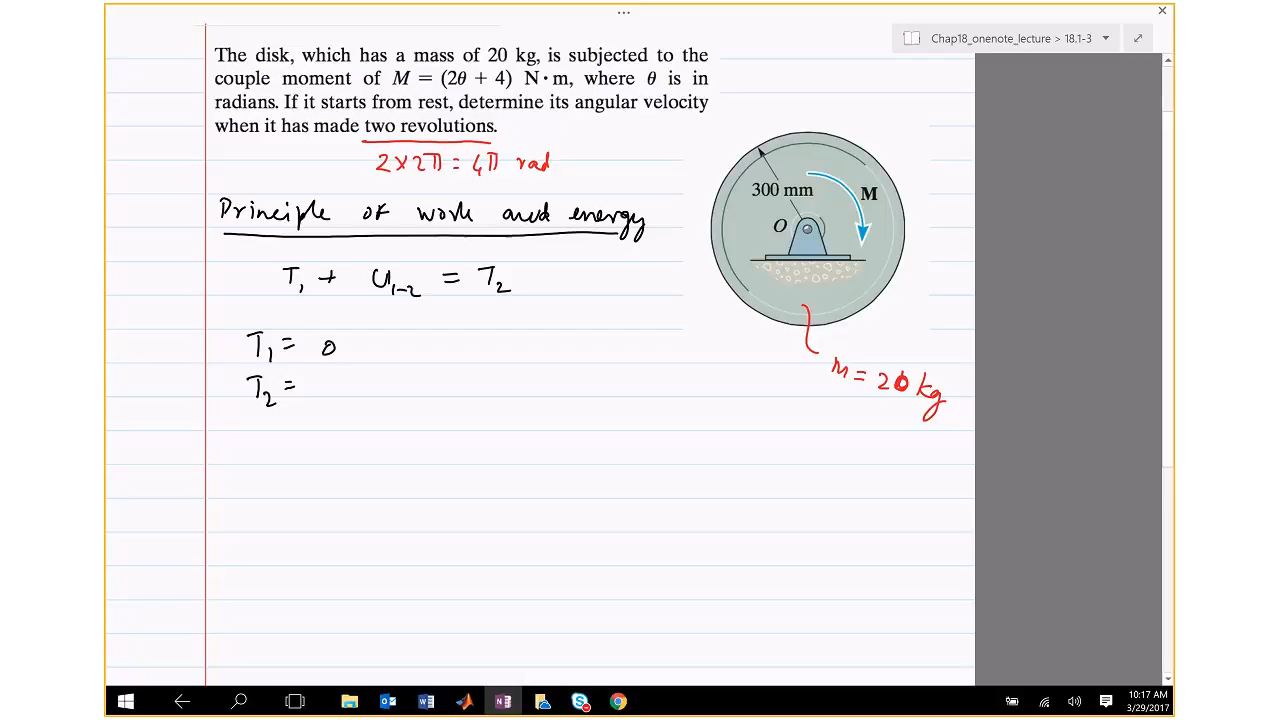 ...
Chap18_onenote_lecture > 18.1-3
The disk, which has a mass of 20 kg, is subjected to the
couple moment of M = (2θ + 4) N·m, where θ is in
radians. If it starts from rest, determine its angular velocity
when it has made two revolutions.
2×2π = 4π rad
300 mm
M
O
Principle of work and energy
T₁ + U₁₋₂ = T₂
T₁ = 0
m = 20 kg
T₂ =
10:17 AM
3/29/2017